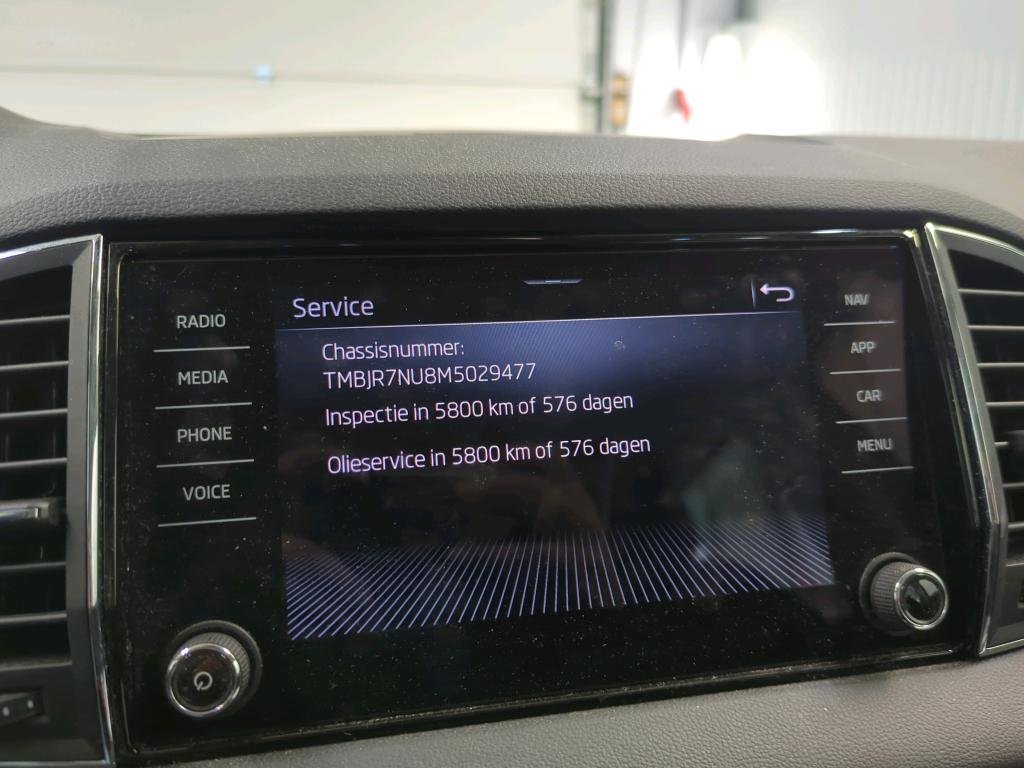 Service
Chassisnummer:
TMBJR7NU8M5029477
Inspectie in 5800 km of 576 dagen
Olieservice in 5800 km of 576 dagen
RADIO
MEDIA
PHONE
VOICE
NAV
APP
CAR
MENU